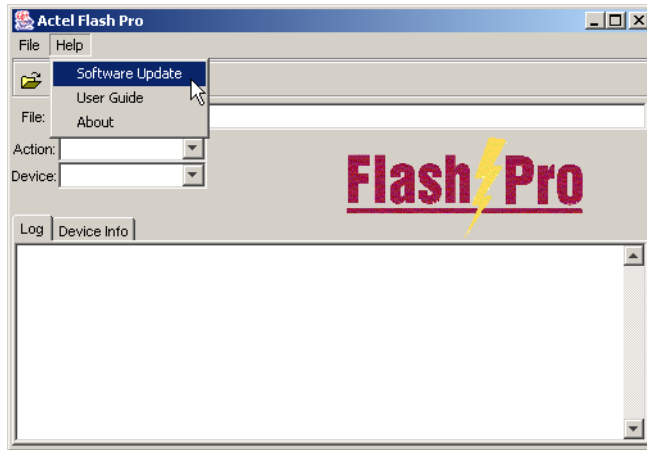 Actel Flash Pro
File Help
Software Update
User Guide
About
File:
Action:
Device:
Flash Pro
Log Device Info